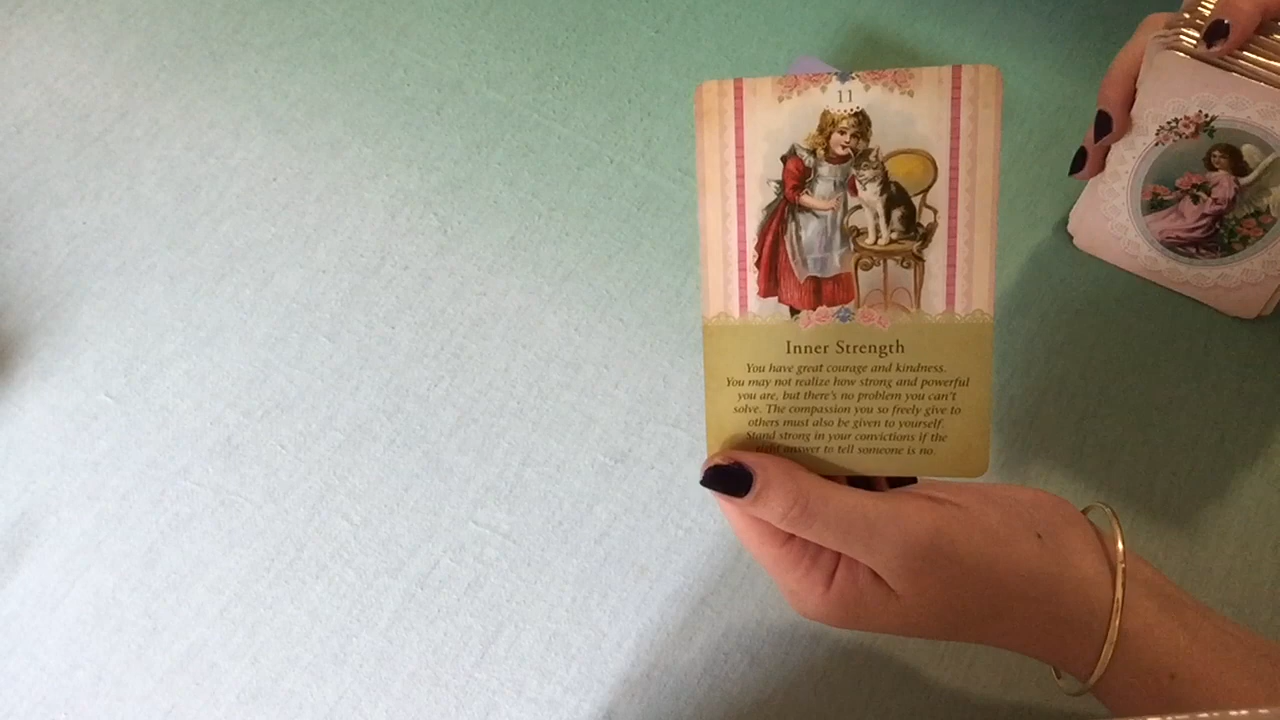 11
Inner Strength
You have great courage and kindness.
You may not realize how strong and powerful
you are, but there's no problem you can't
solve. The compassion you so freely give to
others must also be given to yourself.
Stand strong in your convictions if the
right answer to tell someone is no.